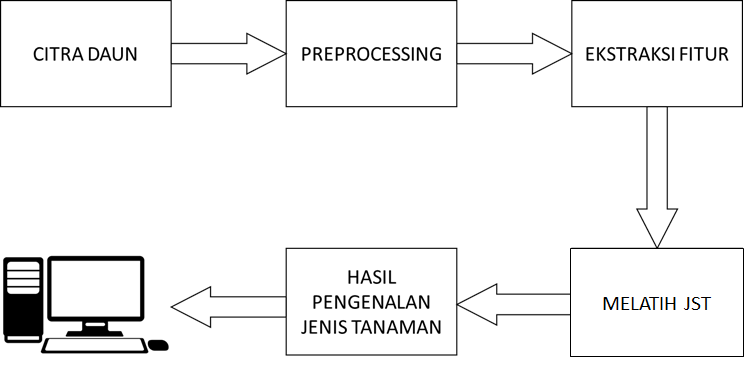 CITRA DAUN
PREPROCESSING
EKSTRAKSI FITUR
MELATIH JST
HASIL
PENGENALAN
JENIS TANAMAN